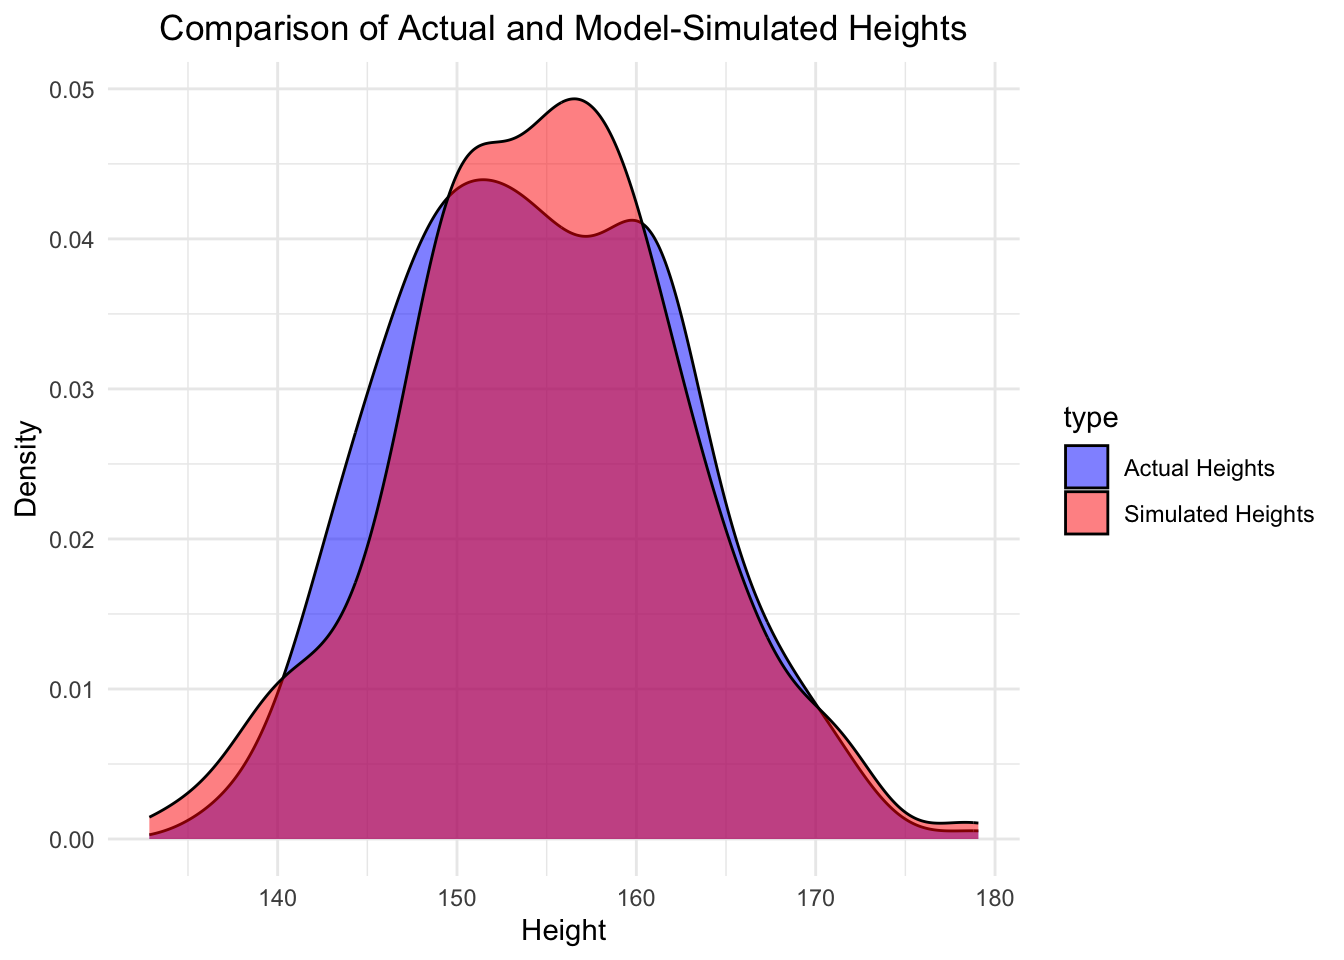 Comparison of Actual and Model-Simulated Heights
0.05
0.04
0.03
0.02
0.01
0.00
Density
140 150 160 170 180
Height
type
Actual Heights
Simulated Heights